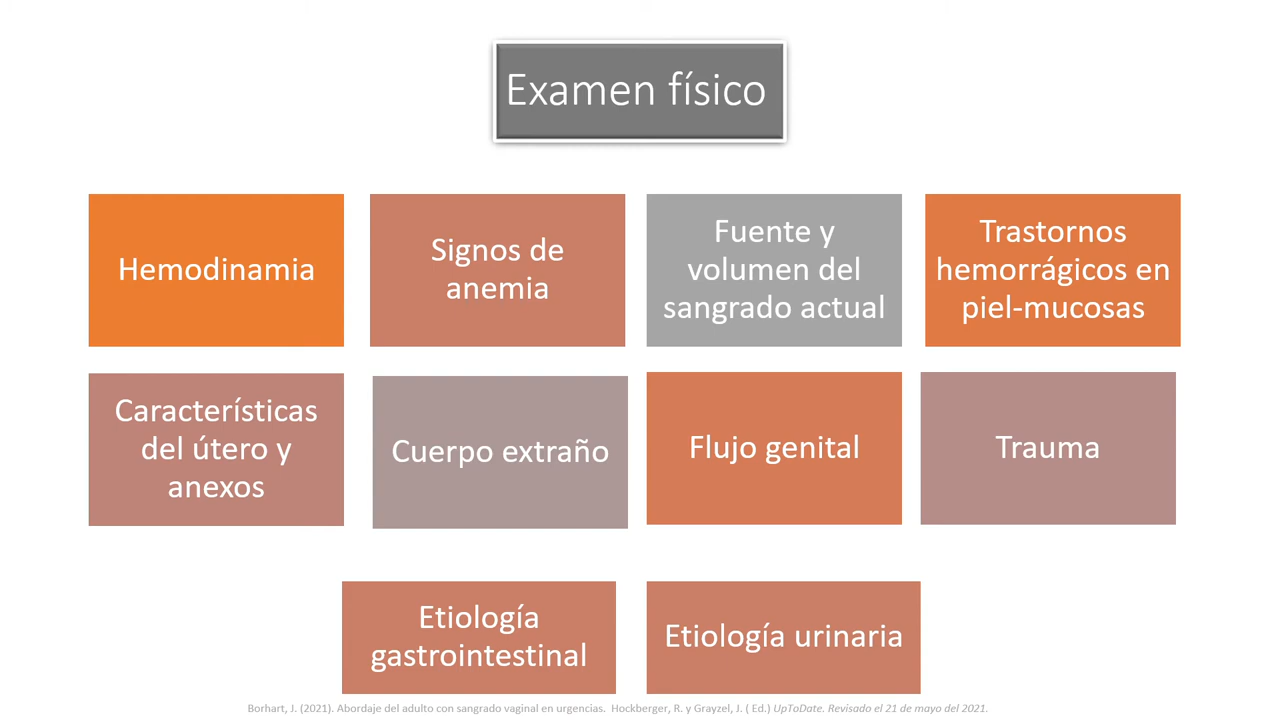 Examen físico
Hemodinamia
Signos de
anemia
Fuente y
volumen del
sangrado actual
Trastornos
hemorrágicos en
piel-mucosas
Características
del útero y
anexos
Cuerpo extraño
Flujo genital
Trauma
Etiología
gastrointestinal
Etiología urinaria
Borhart, J. (2021). Abordaje del adulto con sangrado vaginal en urgencias. Hockberger, R. y Grayzel, J. ( Ed.) UpToDate. Revisado el 21 de mayo del 2021.